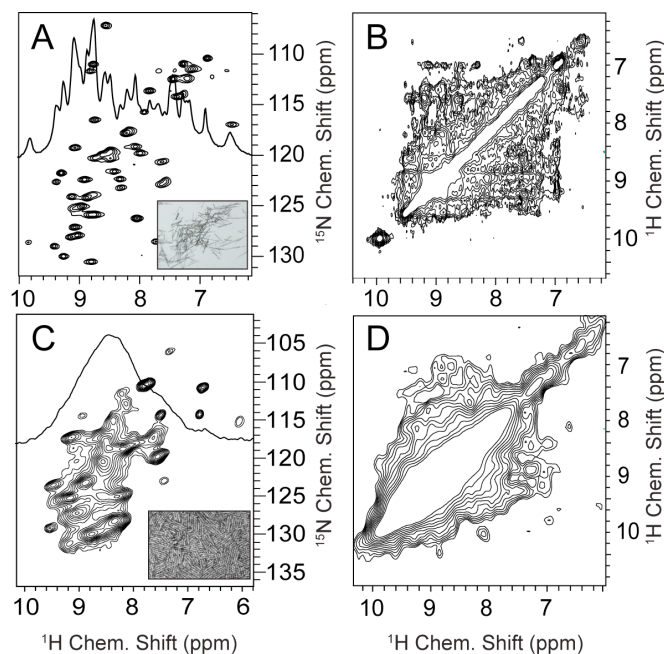 A
110
115
120
125
130
¹⁵N Chem. Shift (ppm)
10 9 8 7
B
7
8
9
10
¹H Chem. Shift (ppm)
10 9 8 7
C
105
110
115
120
125
130
135
¹⁵N Chem. Shift (ppm)
10 9 8 7 6
¹H Chem. Shift (ppm)
D
7
8
9
10
¹H Chem. Shift (ppm)
10 9 8 7
¹H Chem. Shift (ppm)